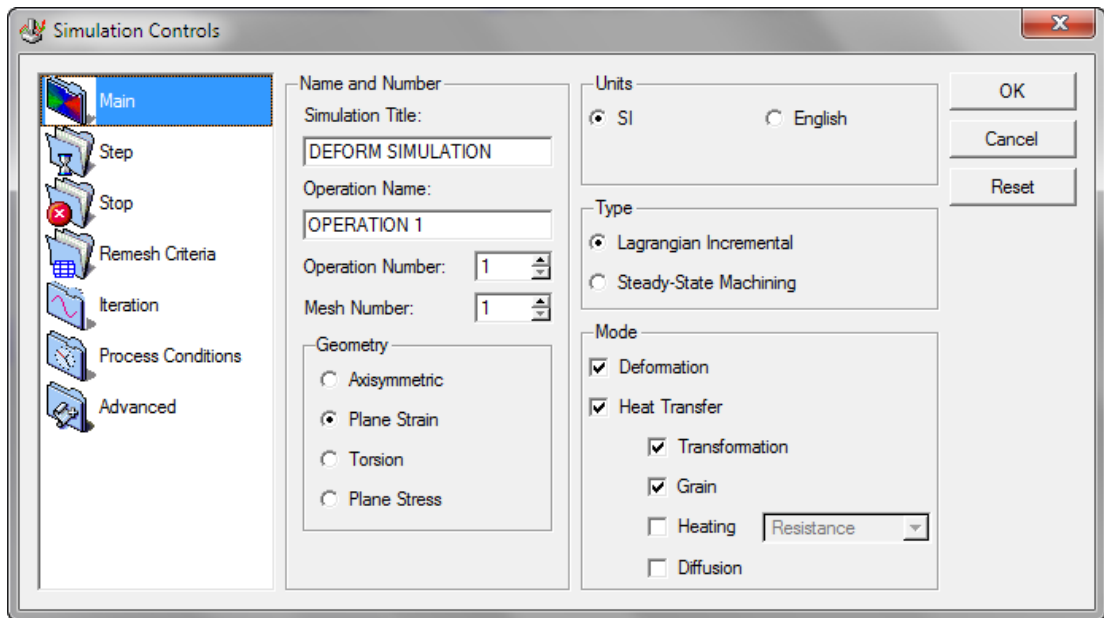 Simulation Controls
Main
Step
Stop
Remesh Criteria
Iteration
Process Conditions
Advanced
Name and Number
Simulation Title:
DEFORM SIMULATION
Operation Name:
OPERATION 1
Operation Number: 1
Mesh Number: 1
Geometry
Axisymmetric
Plane Strain
Torsion
Plane Stress
Units
SI English
Type
Lagrangian Incremental
Steady-State Machining
Mode
Deformation
Heat Transfer
Transformation
Grain
Heating Resistance
Diffusion
OK
Cancel
Reset